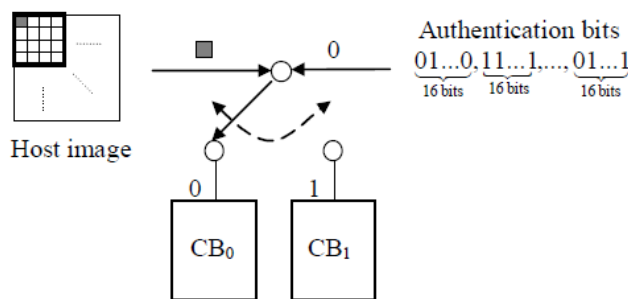 Authentication bits
0
01...0, 11...1,..., 01...1
16 bits 16 bits 16 bits
Host image
0 1
CB₀ CB₁